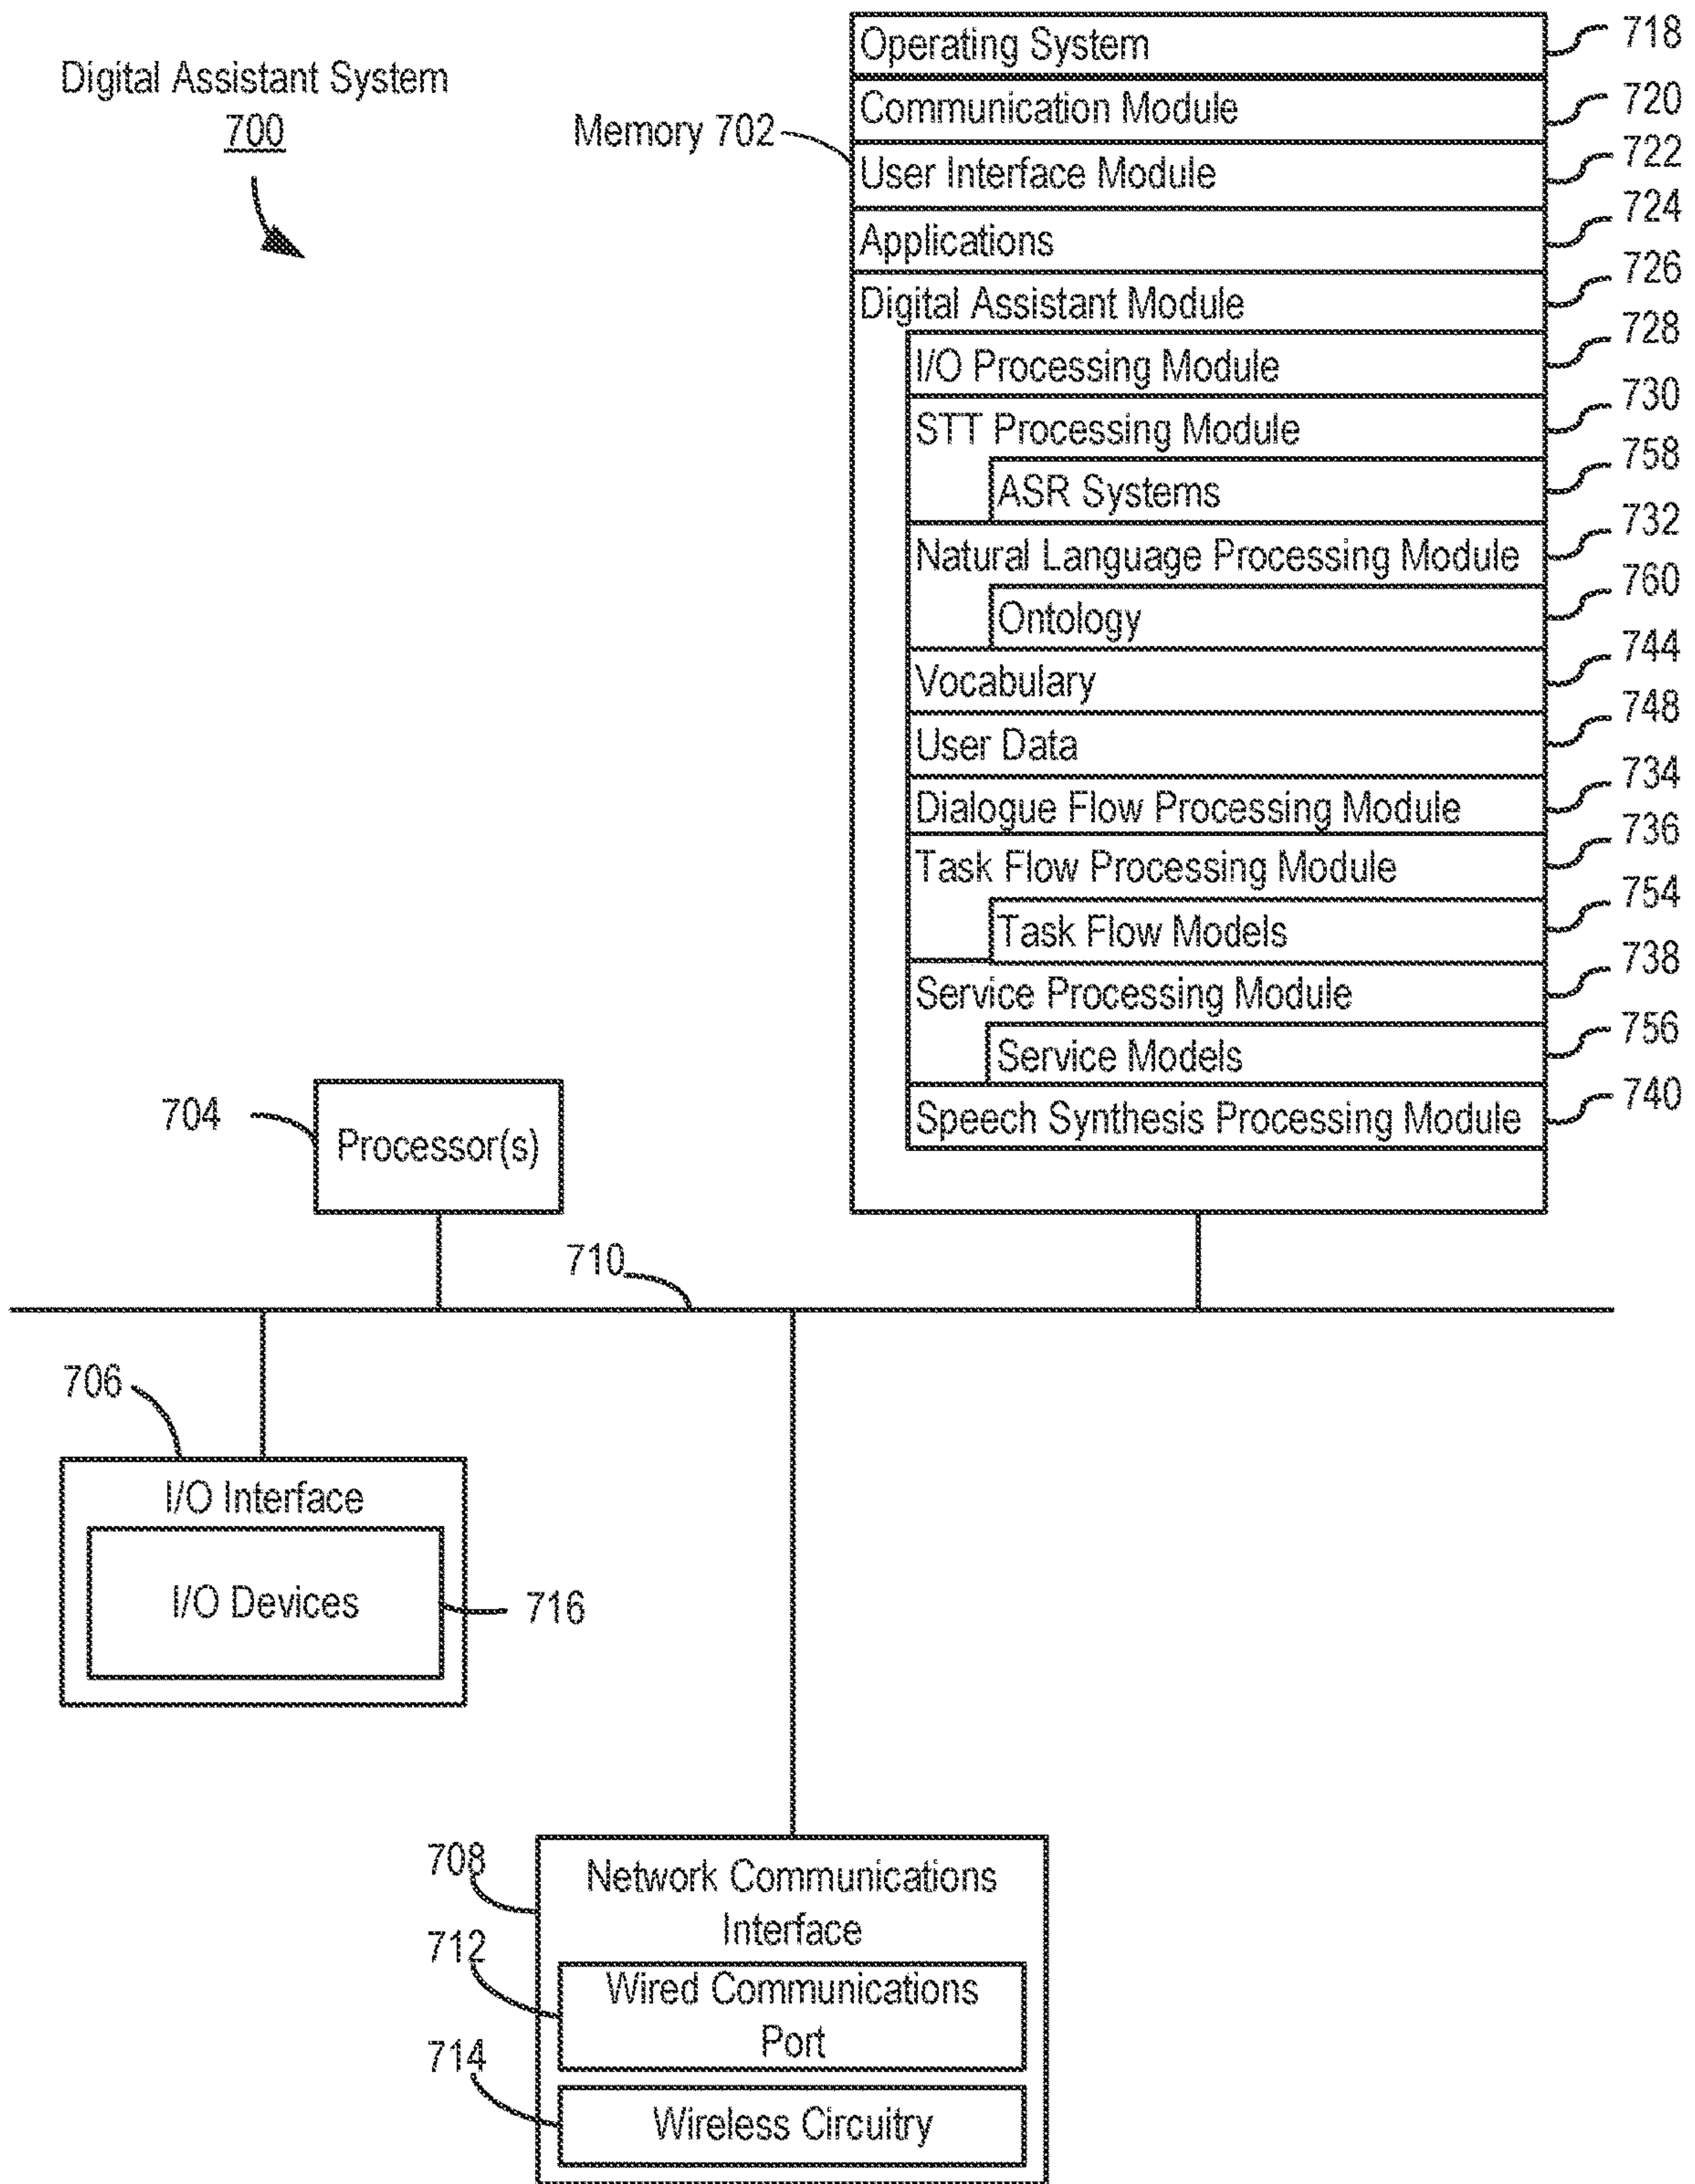 Digital Assistant System
700
Memory 702
Operating System 718
Communication Module 720
User Interface Module 722
Applications 724
Digital Assistant Module 726
I/O Processing Module 728
STT Processing Module 730
ASR Systems 758
Natural Language Processing Module 732
Ontology 760
Vocabulary 744
User Data 748
Dialogue Flow Processing Module 734
Task Flow Processing Module 736
Task Flow Models 754
Service Processing Module 738
Service Models 756
Speech Synthesis Processing Module 740
704
Processor(s)
710
706
I/O Interface
I/O Devices
716
708
Network Communications
Interface
712
Wired Communications
Port
714
Wireless Circuitry